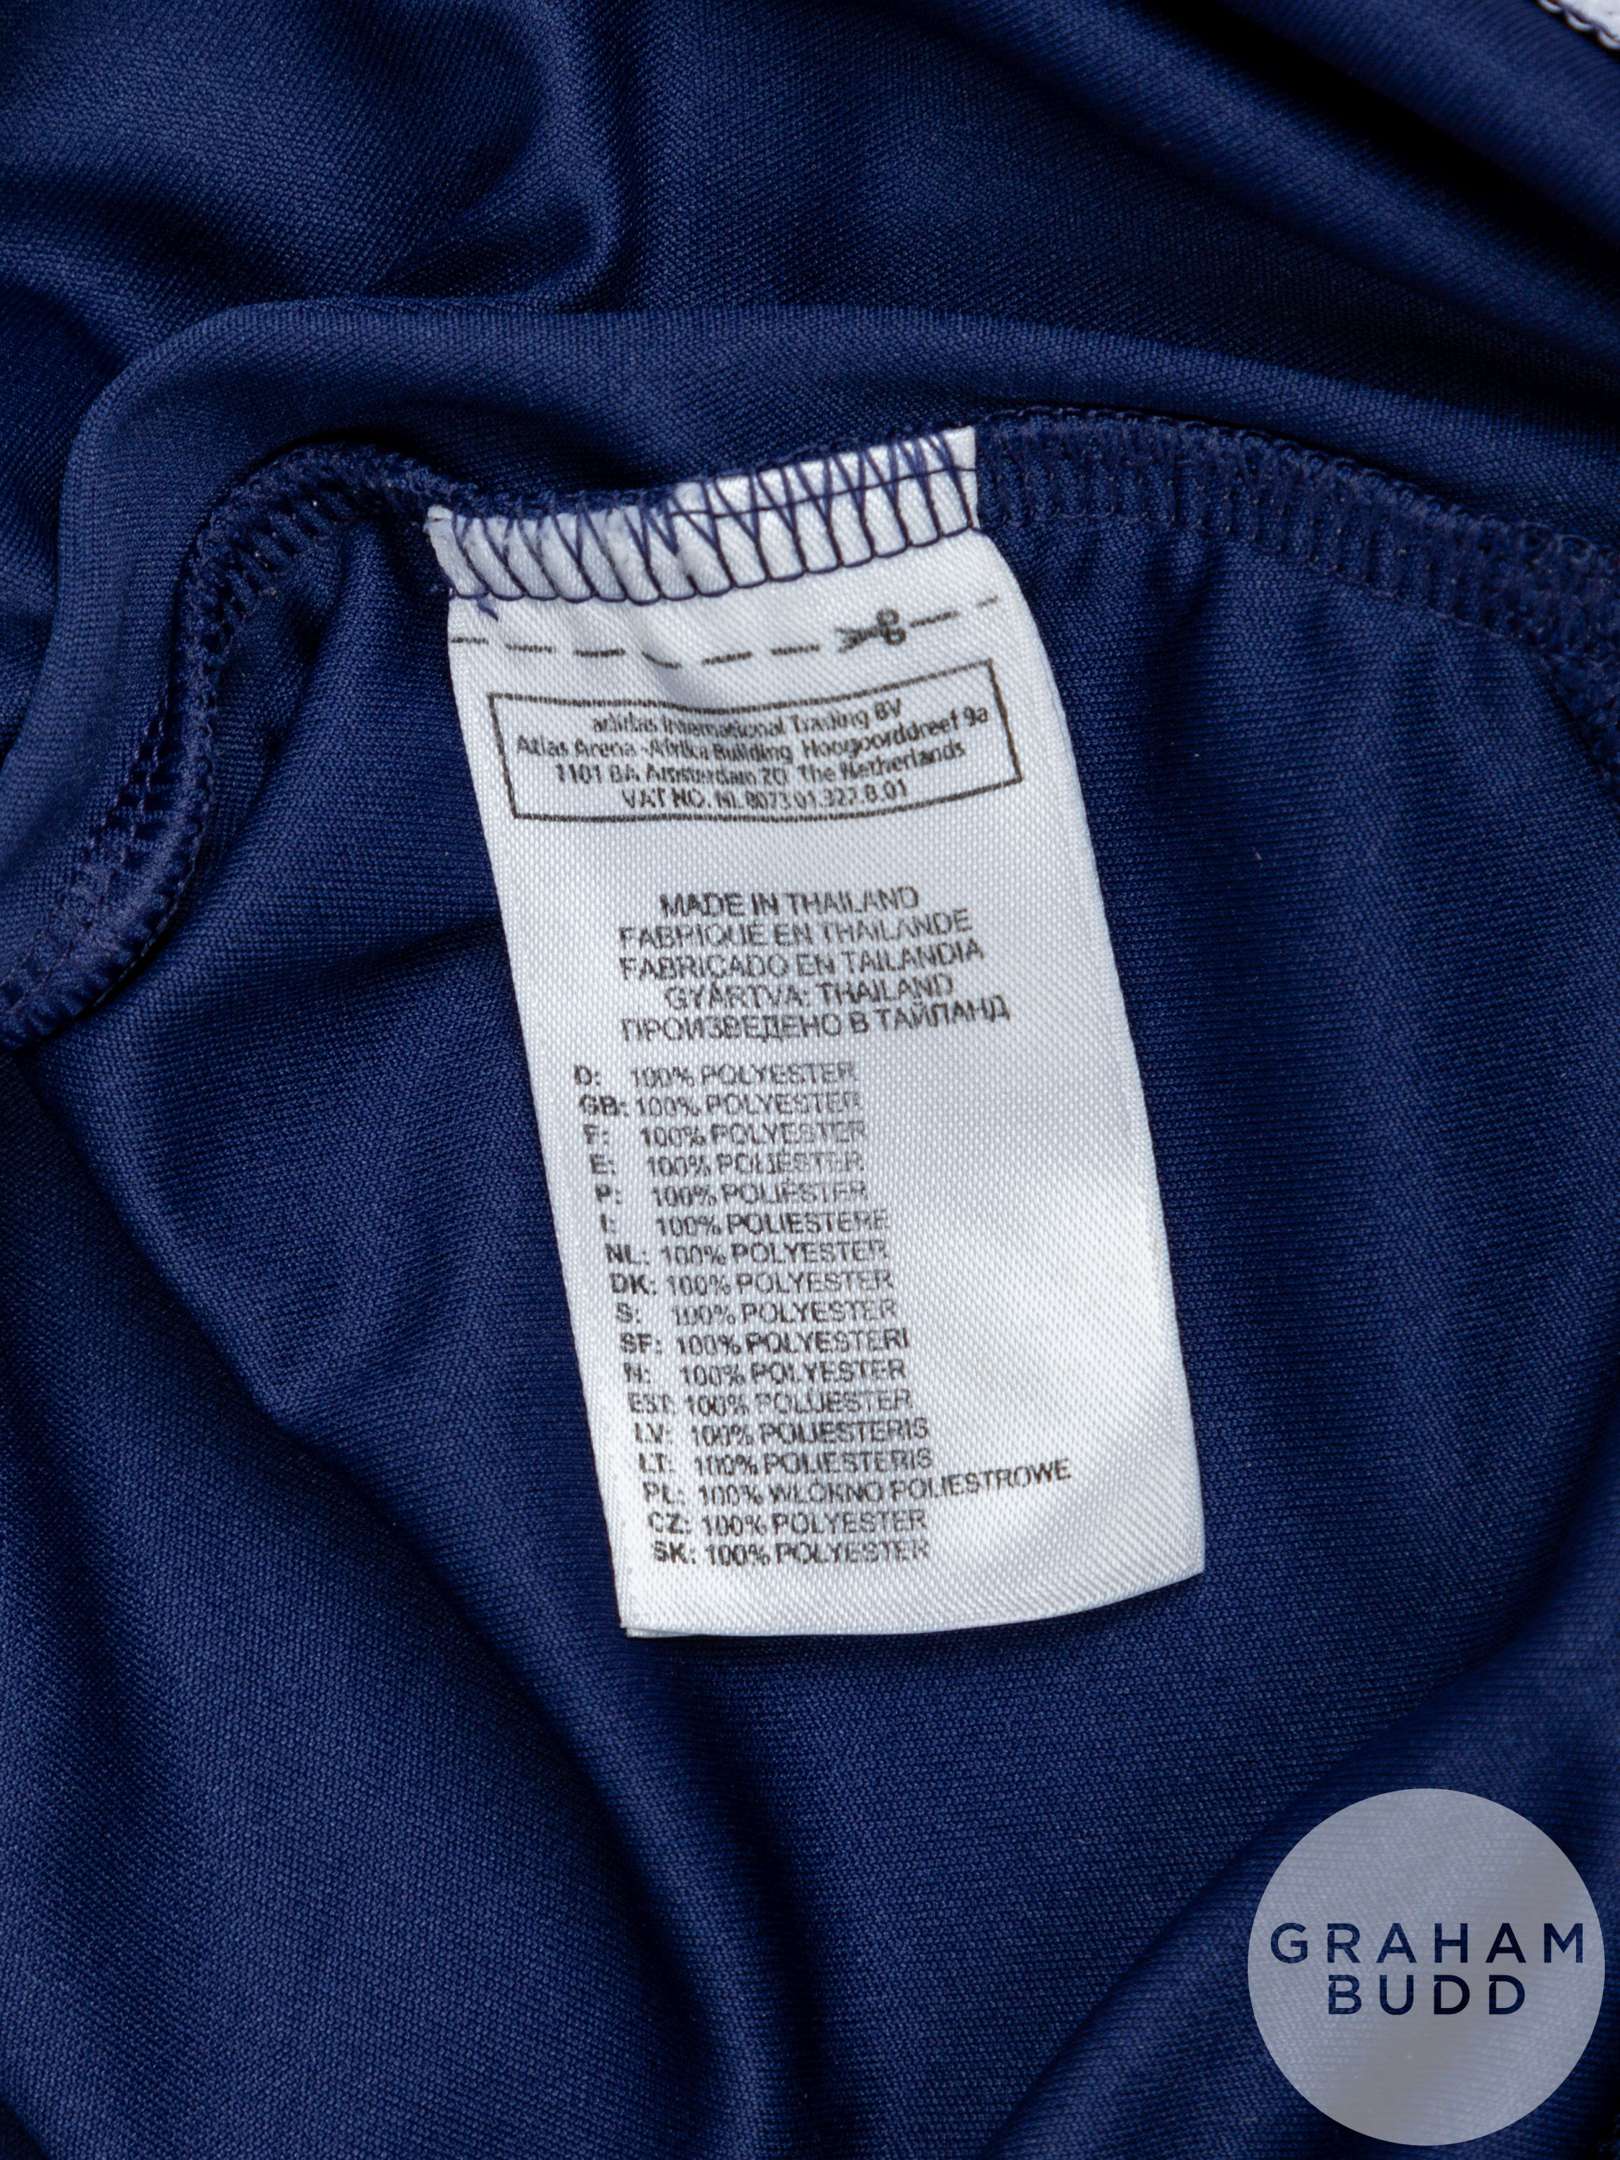 adidas International Trading BV
Atlas Arena -Afrika Building Hoogoorddreef 9a
1101 BA Amsterdam ZO The Netherlands
VAT NO. NL 8073.01.327.B.01
MADE IN THAILAND
FABRIQUÉ EN THAÏLANDE
FABRICADO EN TAILANDIA
GYÁRTVA: THAILAND
ПРОИЗВЕДЕНО В ТАЙЛАНД
D: 100% POLYESTER
GB: 100% POLYESTER
F: 100% POLYESTER
E: 100% POLIÉSTER
P: 100% POLIÉSTER
I: 100% POLIESTERE
NL: 100% POLYESTER
DK: 100% POLYESTER
S: 100% POLYESTER
SF: 100% POLYESTERI
N: 100% POLYESTER
EST: 100% POLÜESTER
LV: 100% POLIESTERIS
LT: 100% POLIESTERIS
PL: 100% WŁÓKNO POLIESTROWE
CZ: 100% POLYESTER
SK: 100% POLYESTER
GRAHAM
BUDD